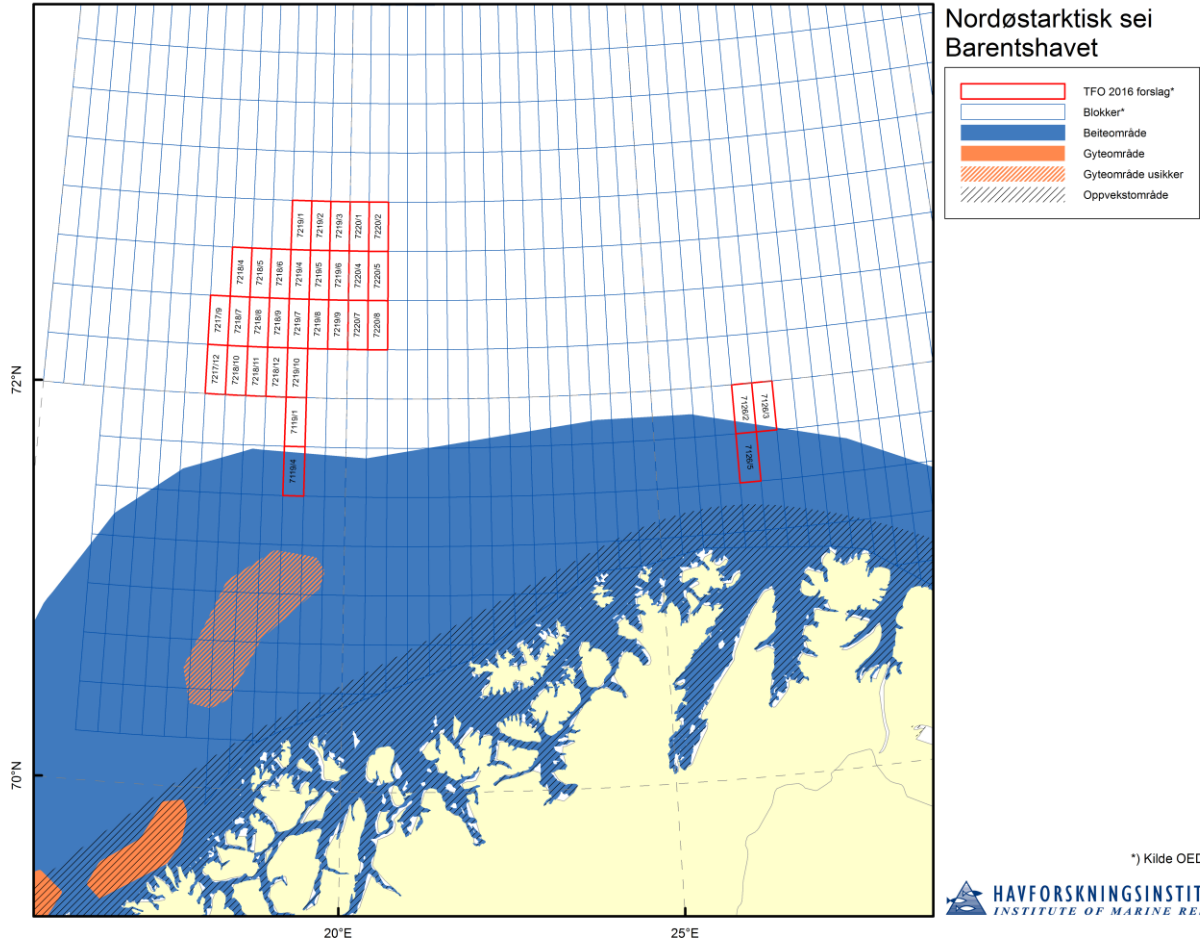 Nordøstarktisk sei
Barentshavet
TFO 2016 forslag*
Blokker*
Beiteområde
Gyteområde
Gyteområde usikker
Oppvekstområde
7219/1
7219/2
7219/3
7220/1
7220/2
7218/4
7218/5
7218/6
7219/4
7219/5
7219/6
7220/4
7220/5
7217/9
7218/7
7218/8
7218/9
7219/7
7219/8
7219/9
7220/7
7220/8
7217/12
7218/10
7218/11
7218/12
7219/10
72°N
7119/1
7126/2
7126/3
7119/4
7126/5
70°N
*) Kilde OED
HAVFORSKNINGSINSTIT
INSTITUTE OF MARINE RE
20°E
25°E